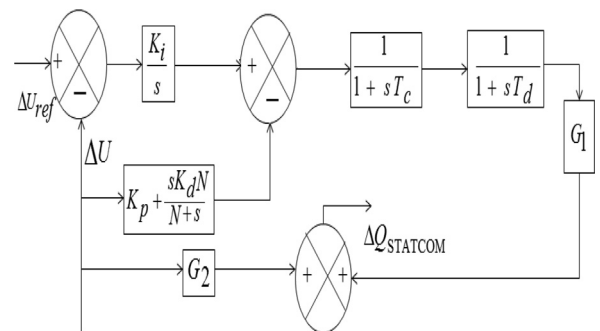 +
−
ΔU_ref
K_i
s
+
−
1
1 + sT_c
1
1 + sT_d
G_1
ΔU
K_p + sK_dN
N+s
ΔQ_STATCOM
G_2
+
+